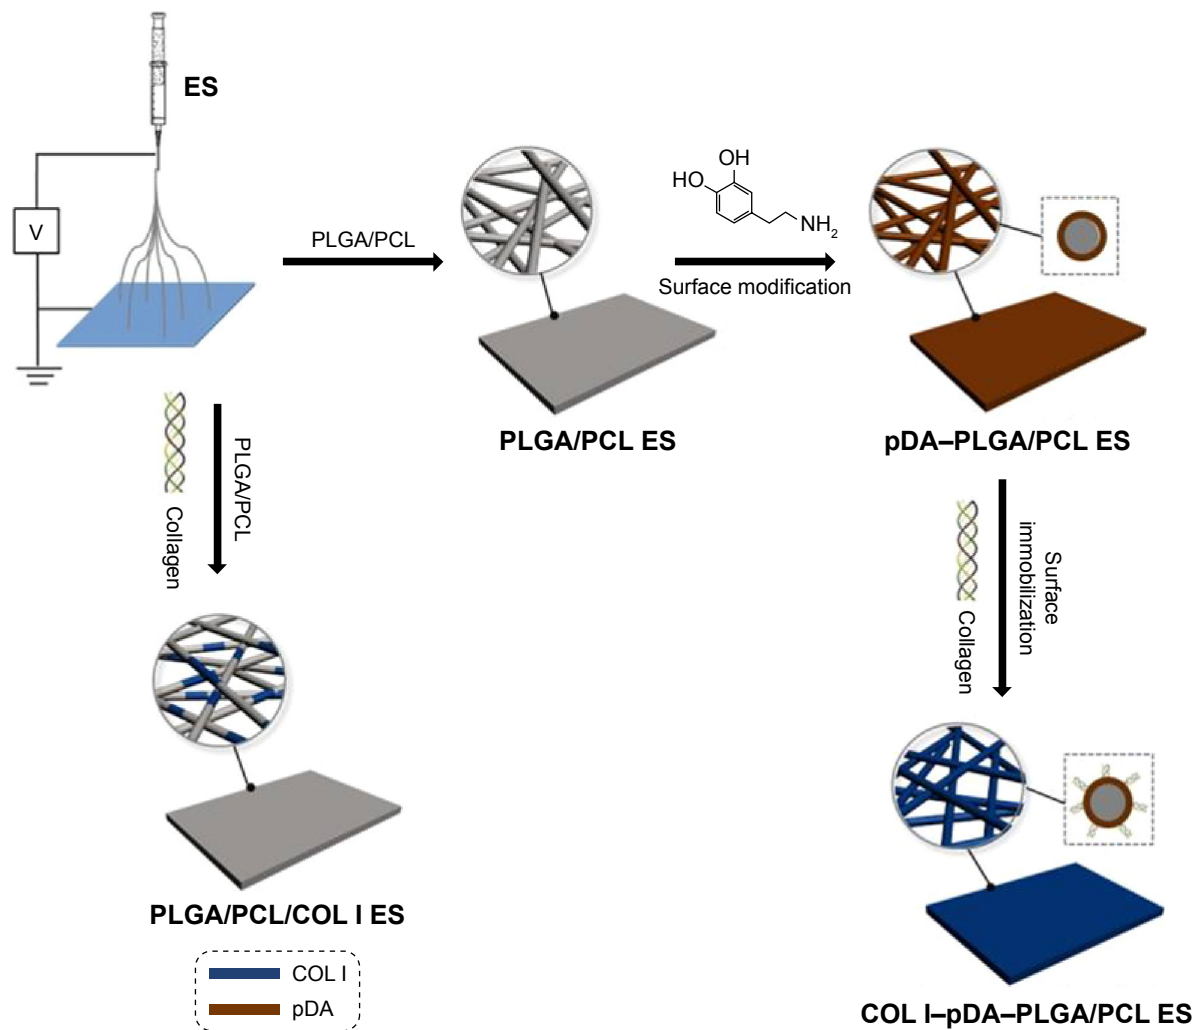 ES
V
PLGA/PCL
OH
HO
NH2
Surface modification
PLGA/PCL ES
pDA–PLGA/PCL ES
PLGA/PCL
Collagen
Surface
immobilization
Collagen
PLGA/PCL/COL I ES
COL I
pDA
COL I–pDA–PLGA/PCL ES